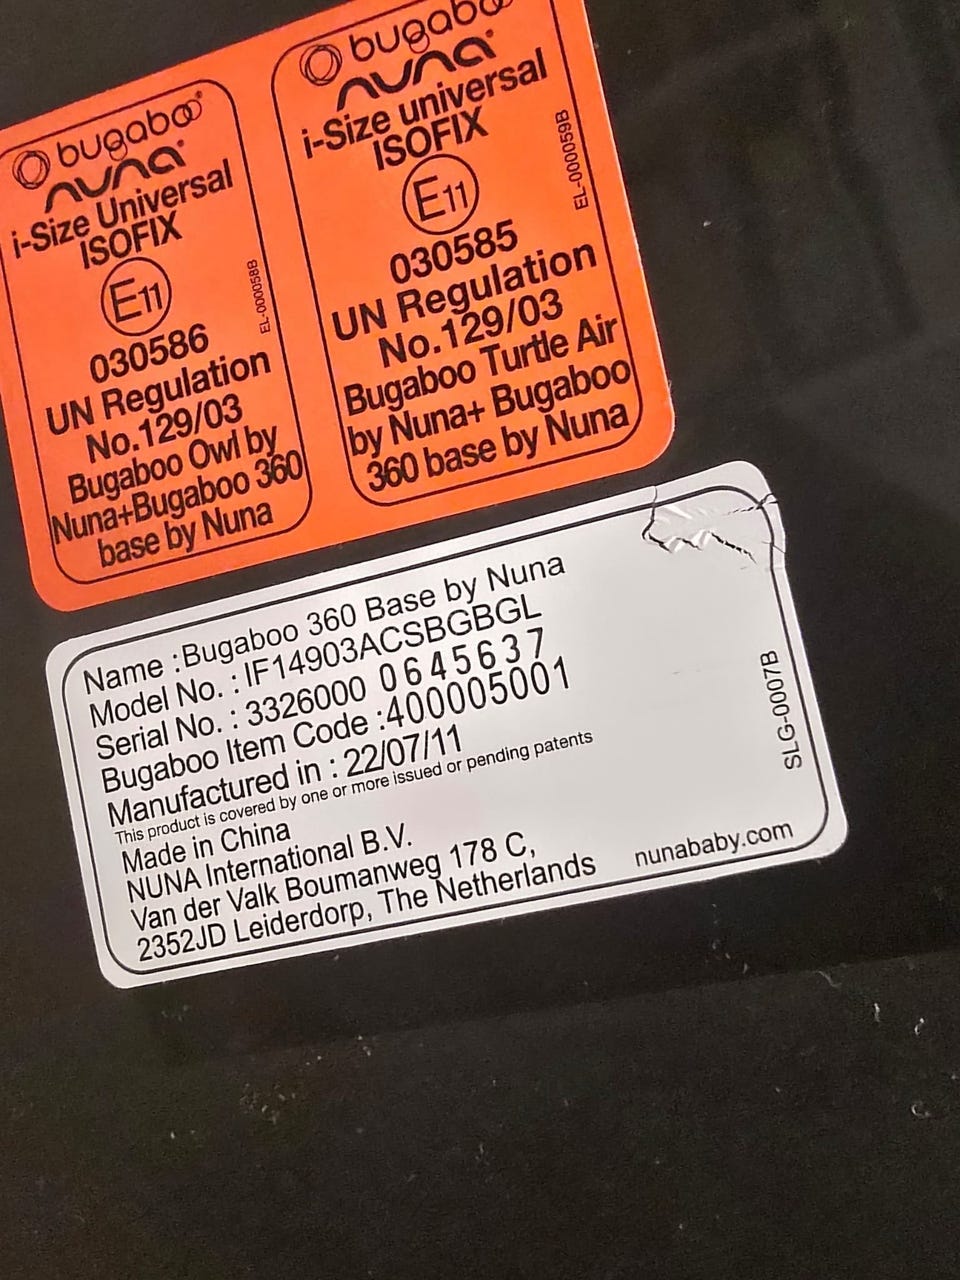 bugaboo
nuna
i-Size Universal
ISOFIX
E11
030586
UN Regulation
No.129/03
Bugaboo Owl by
Nuna+Bugaboo 360
base by Nuna
EL-000058B
bugaboo
nuna
i-Size universal
ISOFIX
E11
030585
UN Regulation
No.129/03
Bugaboo Turtle Air
by Nuna+ Bugaboo
360 base by Nuna
EL-000059B
Name :Bugaboo 360 Base by Nuna
Model No. : IF14903ACSBGBGL
Serial No. : 3326000 0645637
Bugaboo Item Code :400005001
Manufactured in : 22/07/11
This product is covered by one or more issued or pending patents
Made in China
NUNA International B.V.
Van der Valk Boumanweg 178 C,
2352JD Leiderdorp, The Netherlands
nunababy.com
SLG-0007B